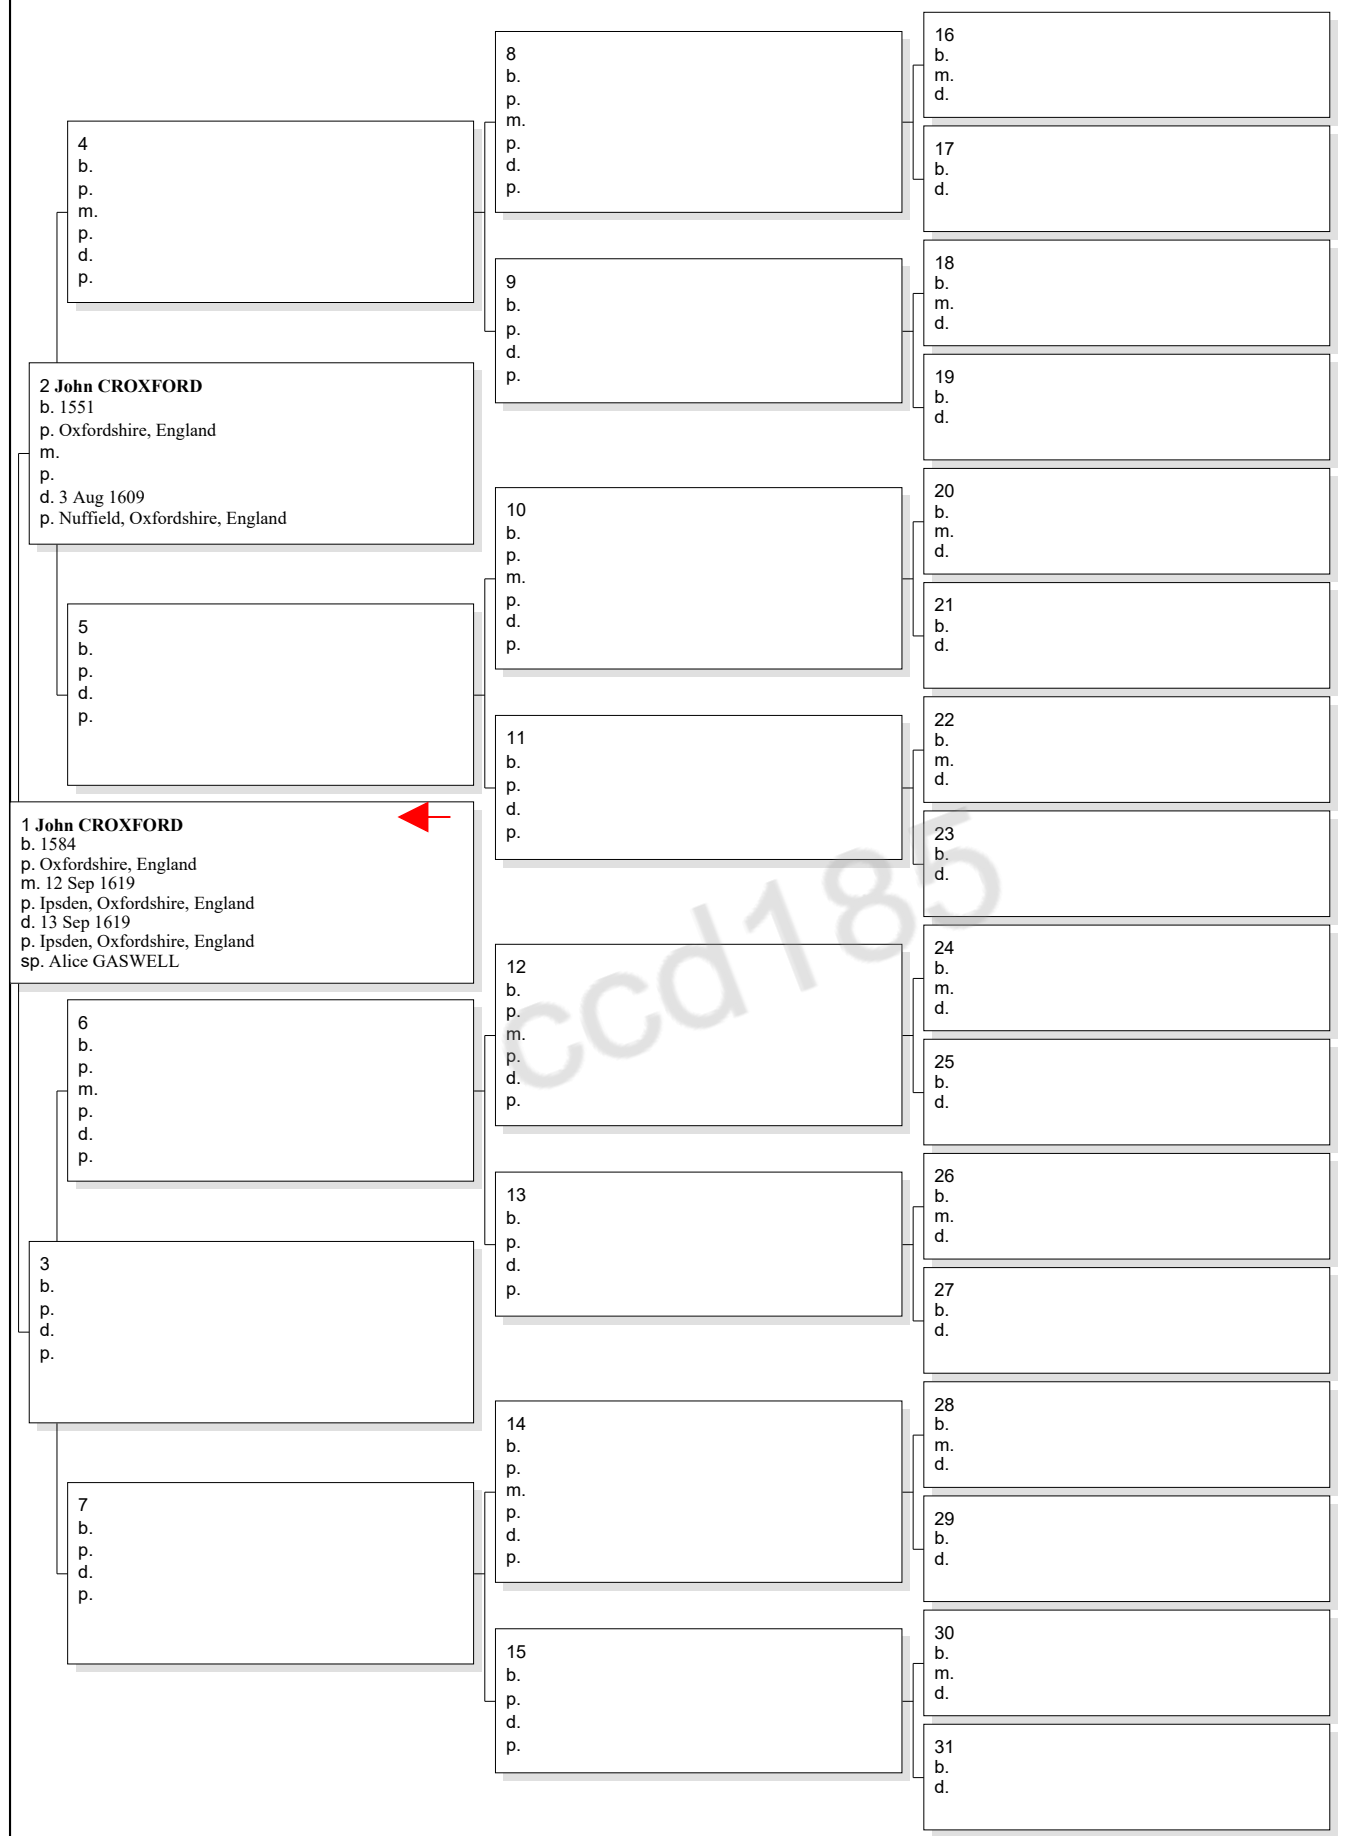 4
b.
p.
m.
p.
d.
p.
2 John CROXFORD
b. 1551
p. Oxfordshire, England
m.
p.
d. 3 Aug 1609
p. Nuffield, Oxfordshire, England
5
b.
p.
d.
p.
1 John CROXFORD
b. 1584
p. Oxfordshire, England
m. 12 Sep 1619
p. Ipsden, Oxfordshire, England
d. 13 Sep 1619
p. Ipsden, Oxfordshire, England
sp. Alice GASWELL
6
b.
p.
m.
p.
d.
p.
3
b.
p.
d.
p.
7
b.
p.
d.
p.
8
b.
p.
m.
p.
d.
p.
9
b.
p.
d.
p.
10
b.
p.
m.
p.
d.
p.
11
b.
p.
d.
p.
12
b.
p.
m.
p.
d.
p.
13
b.
p.
d.
p.
14
b.
p.
m.
p.
d.
p.
15
b.
p.
d.
p.
16
b.
m.
d.
17
b.
d.
18
b.
m.
d.
19
b.
d.
20
b.
m.
d.
21
b.
d.
22
b.
m.
d.
23
b.
d.
24
b.
m.
d.
25
b.
d.
26
b.
m.
d.
27
b.
d.
28
b.
m.
d.
29
b.
d.
30
b.
m.
d.
31
b.
d.
ccd185